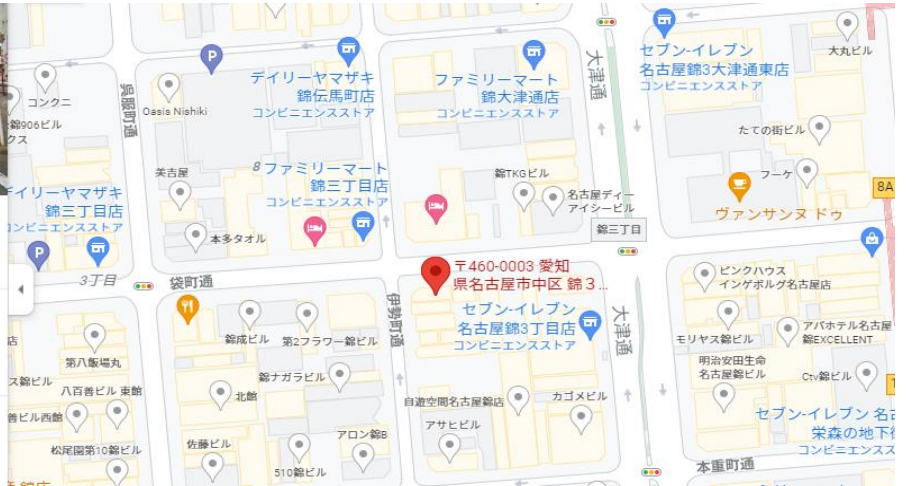 セブン-イレブン
名古屋錦3大津通東店
コンビニエンスストア
大丸ビル
大津通
P
デイリーヤマザキ
錦伝馬町店
コンビニエンスストア
ファミリーマート
錦大津通店
コンビニエンスストア
コンクニ
呉服町通
Oasis Nishiki
錦906ビル
クス
たての街ビル
美吉屋
8
ファミリーマート
錦三丁目店
コンビニエンスストア
錦TKGビル
フーケ
8A
デイリーヤマザキ
錦三丁目店
コンビニエンスストア
名古屋ディー
アイシービル
ヴァンサンヌ ドゥ
本多タオル
錦三丁目
P
3丁目
袋町通
〒460-0003 愛知
県名古屋市中区 錦３...
ピンクハウス
インゲボルグ名古屋店
伊勢町通
セブン-イレブン
名古屋錦3丁目店
コンビニエンスストア
大津通
店
錦成ビル
第2フラワー錦ビル
モリヤス錦ビル
アパホテル名古屋
錦EXCELLENT
第八飯場丸
明治安田生命
名古屋錦ビル
Ctv錦ビル
ス錦ビル
錦ナガラビル
八百善ビル 東館
北館
自遊空間名古屋錦店
カゴメビル
善ビル西館
アサヒビル
セブン-イレブン 名古
栄森の地下街
コンビニエンスス
佐藤ビル
アロン錦B
松尾園第10錦ビル
510錦ビル
本重町通
錦店